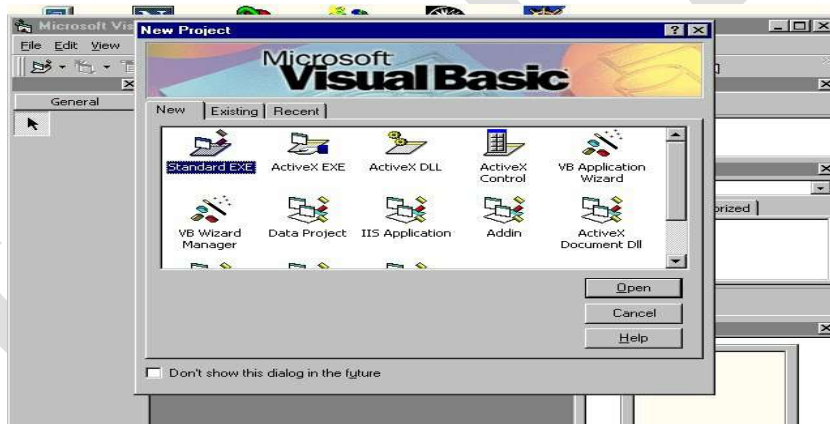 Microsoft Vis
File Edit View
General
New Project
Microsoft
Visual Basic
New Existing Recent
Standard EXE ActiveX EXE ActiveX DLL ActiveX Control VB Application Wizard
VB Wizard Manager Data Project IIS Application Addin ActiveX Document Dll
Open
Cancel
Help
Don't show this dialog in the future
orized